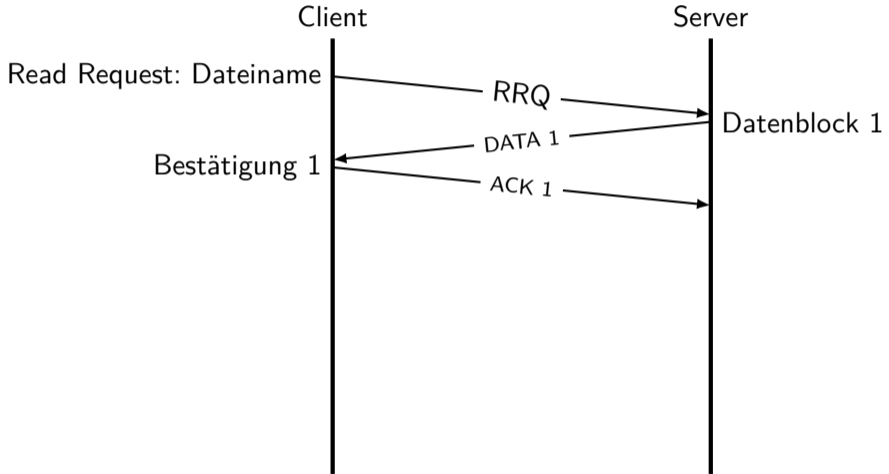 Client
Server
Read Request: Dateiname
RRQ
Datenblock 1
DATA 1
Bestätigung 1
ACK 1